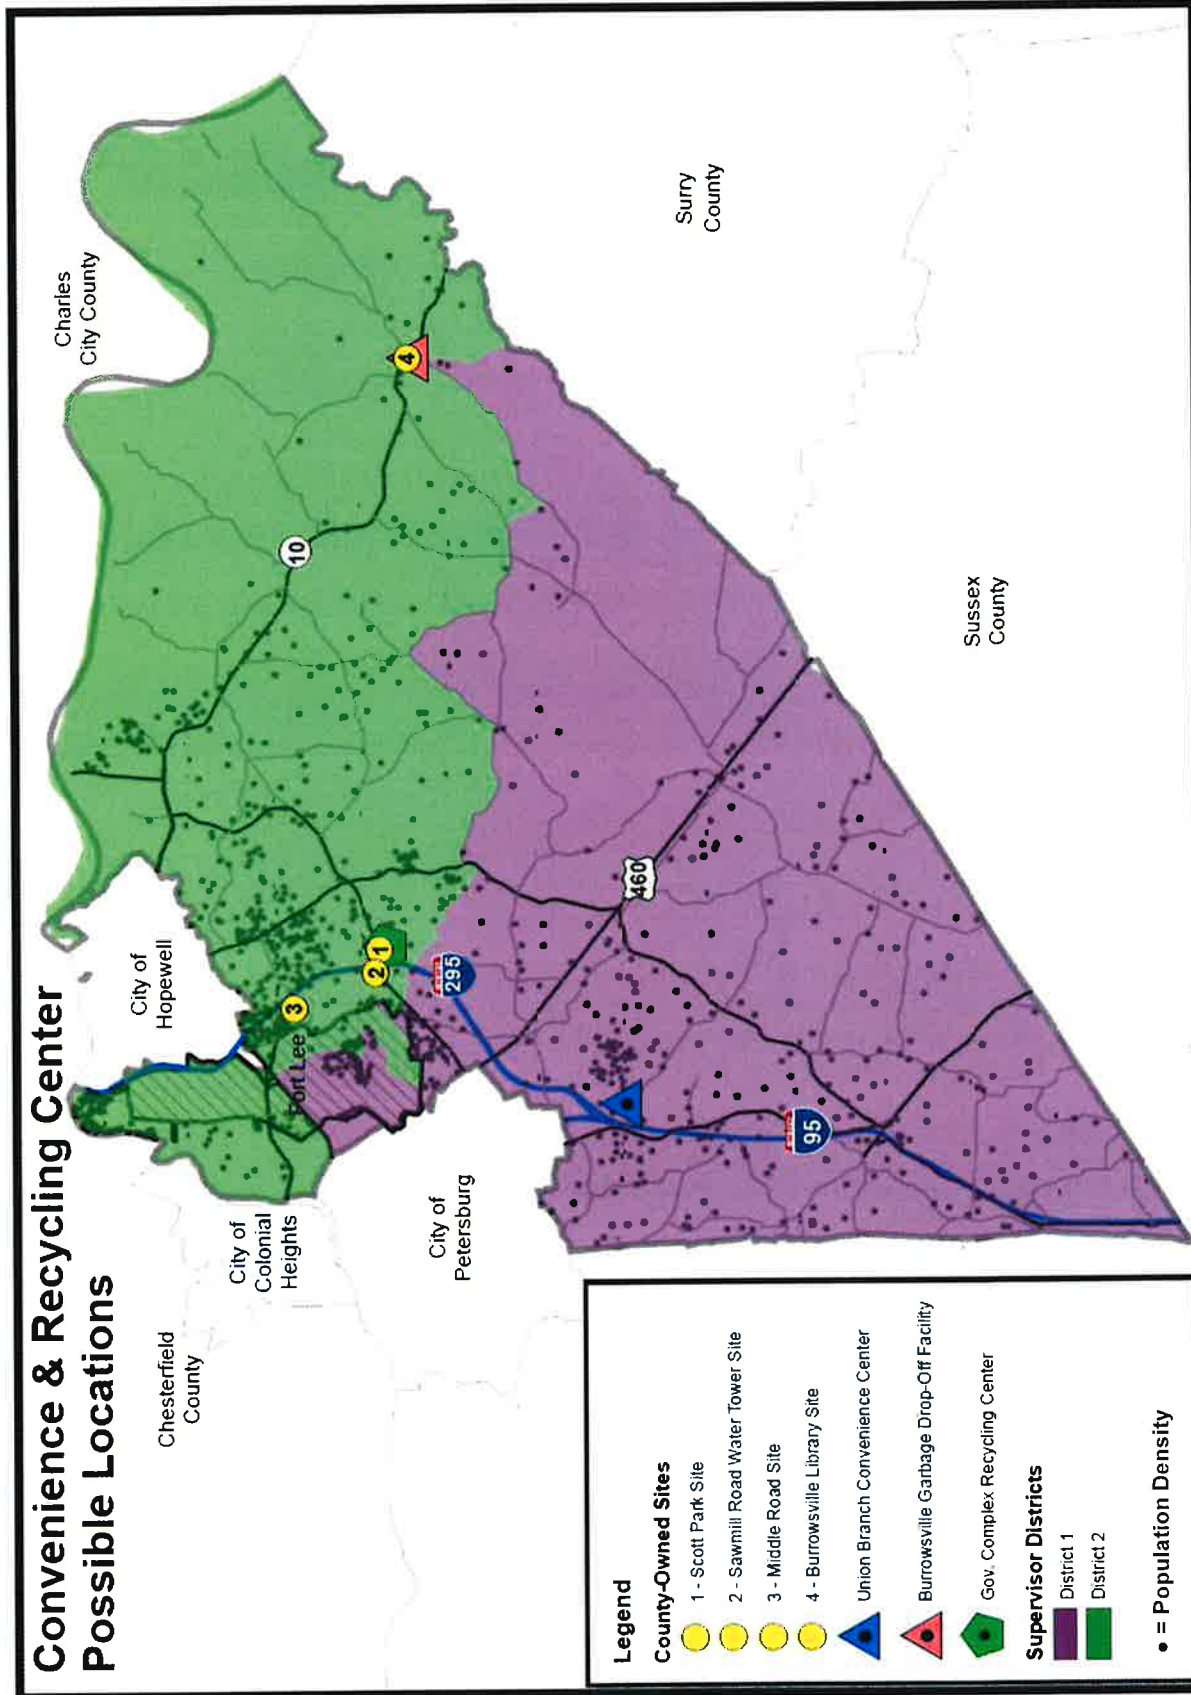 Convenience & Recycling Center
Possible Locations
Chesterfield
County
City of
Colonial
Heights
City of
Petersburg
City of
Hopewell
Fort Lee
Charles
City County
Surry
County
Sussex
County
10
295
460
95
1
2
3
4
Legend
County-Owned Sites
1 - Scott Park Site
2 - Sawmill Road Water Tower Site
3 - Middle Road Site
4 - Burrowsville Library Site
Union Branch Convenience Center
Burrowsville Garbage Drop-Off Facility
Gov. Complex Recycling Center
Supervisor Districts
District 1
District 2
• = Population Density